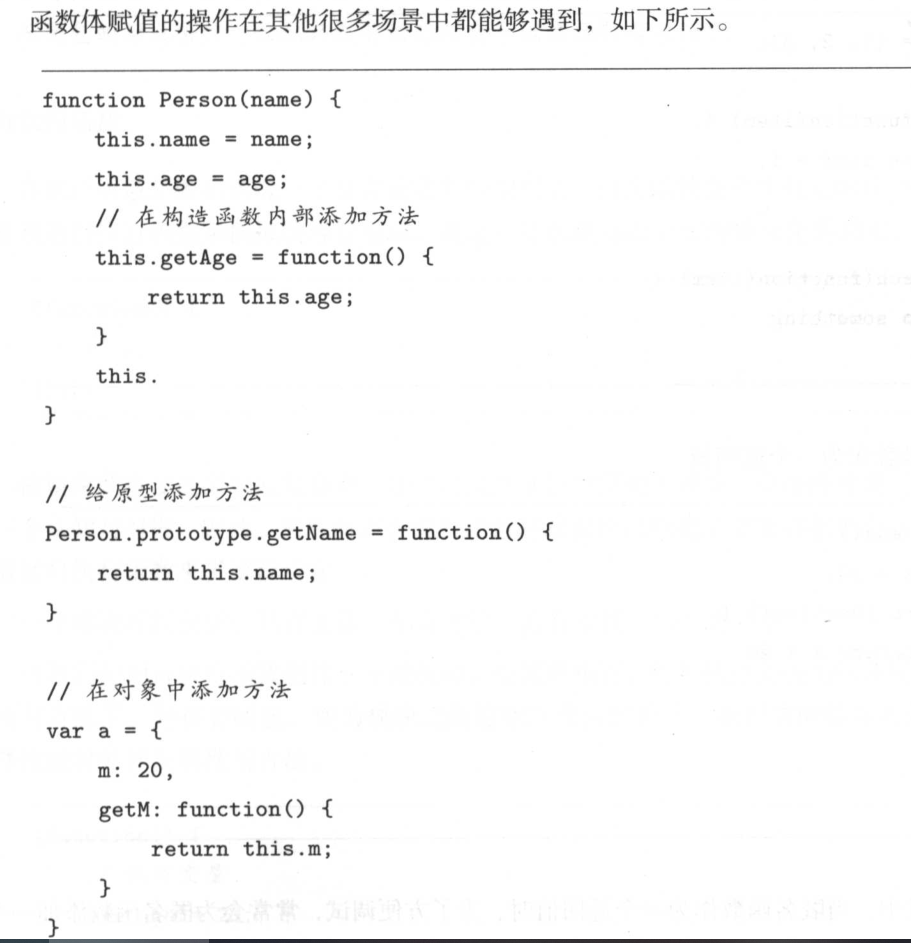 函数体赋值的操作在其他很多场景中都能够遇到，如下所示。
function Person(name) {
    this.name = name;
    this.age = age;
    // 在构造函数内部添加方法
    this.getAge = function() {
        return this.age;
    }
    this.
}
// 给原型添加方法
Person.prototype.getName = function() {
    return this.name;
}
// 在对象中添加方法
var a = {
    m: 20,
    getM: function() {
        return this.m;
    }
}